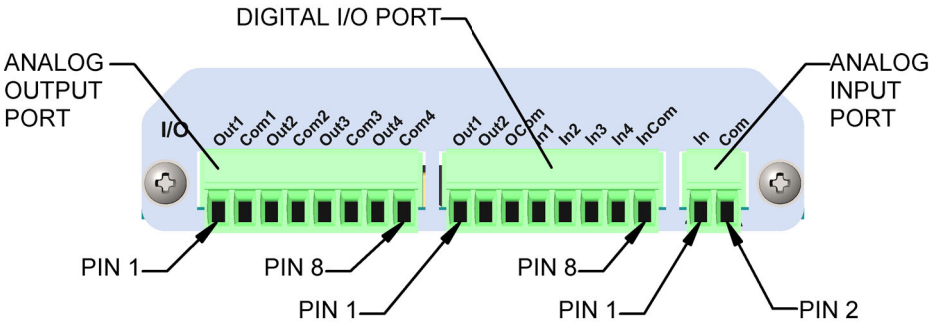 DIGITAL I/O PORT
ANALOG
OUTPUT
PORT
ANALOG
INPUT
PORT
I/O
Out1 Com1 Out2 Com2 Out3 Com3 Out4 Com4
Out1 Out2 OCom In1 In2 In3 In4 InCom
In Com
PIN 1
PIN 8
PIN 8
PIN 1
PIN 1
PIN 2